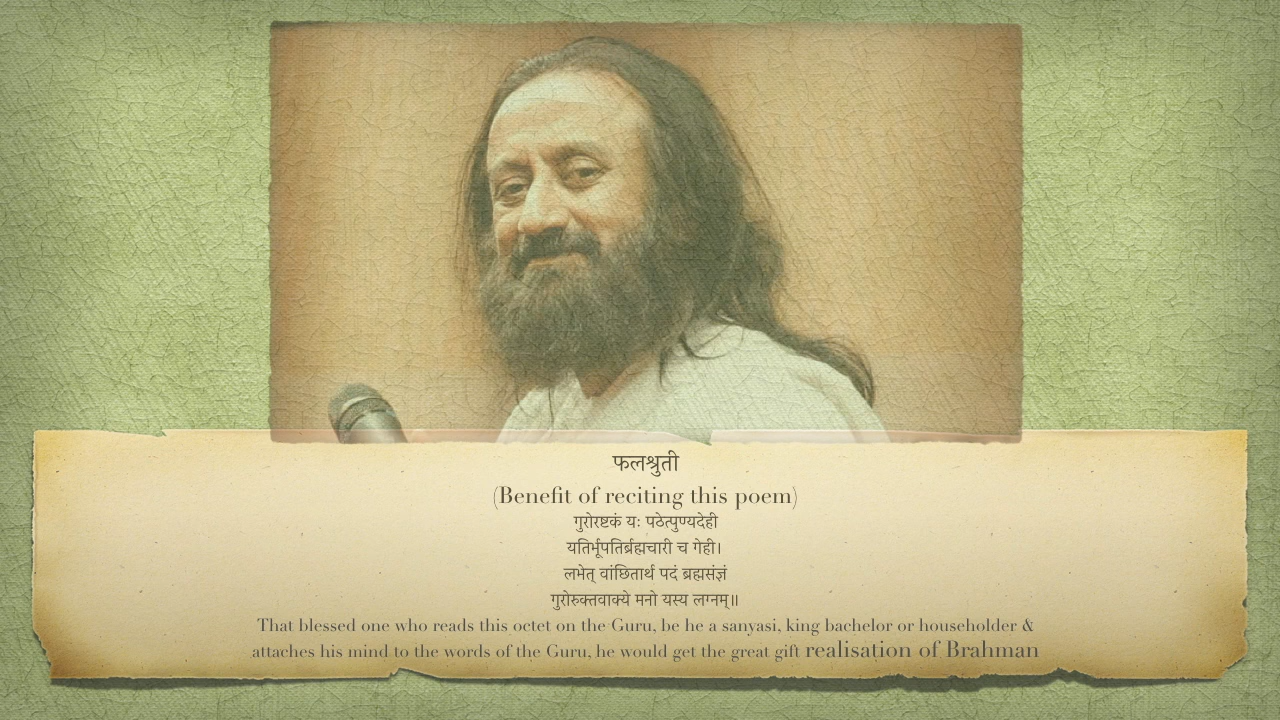 फलश्रुती
(Benefit of reciting this poem)
गुरोरष्टकं यः पठेत्पुण्यदेही
यतिर्भूपतिर्ब्रह्मचारी च गेही।
लभेत् वांछितार्थ पदं ब्रह्मसंज्ञं
गुरोरुक्तवाक्ये मनो यस्य लग्नम्॥
That blessed one who reads this octet on the Guru, be he a sanyasi, king bachelor or householder &
attaches his mind to the words of the Guru, he would get the great gift realisation of Brahman